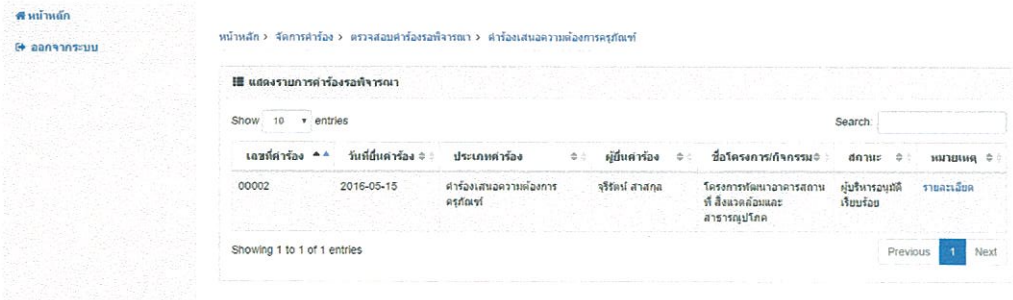 หน้าหลัก
ออกจากระบบ
หน้าหลัก > จัดการคำร้อง > ตรวจสอบคำร้องรอพิจารณา > คำร้องเสนอความต้องการครุภัณฑ์
แสดงรายการคำร้องรอพิจารณา
Show 10 entries
Search:
เลขที่คำร้อง วันที่ยื่นคำร้อง ประเภทคำร้อง ผู้ยื่นคำร้อง ชื่อโครงการ/กิจกรรม สถานะ หมายเหตุ
00002 2016-05-15 คำร้องเสนอความต้องการ จุรีรัตน์ สาสกุล โครงการพัฒนาอาคารสถาน ผู้บริหารอนุมัติ รายละเอียด
ครุภัณฑ์ ที่ สิ่งแวดล้อมและ เรียบร้อย
สาธารณูปโภค
Showing 1 to 1 of 1 entries
Previous 1 Next